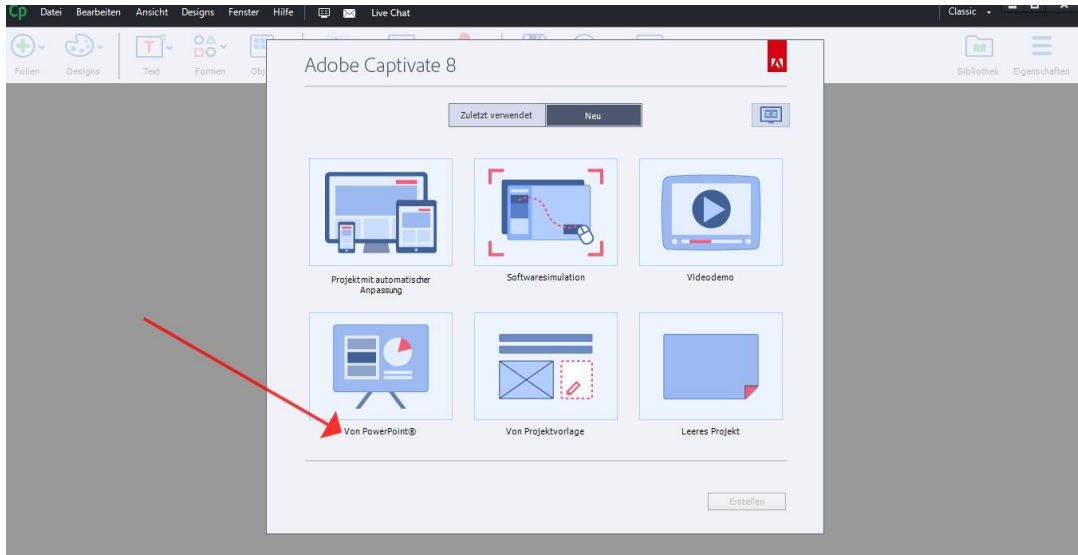 Cp Datei Bearbeiten Ansicht Designs Fenster Hilfe Live Chat Classic
Folien Designs Text Formen Obj Bibliothek Eigenschaften
Adobe Captivate 8
Zuletzt verwendet Neu
Projekt mit automatischer
Anpassung
Softwaresimulation
Videodemo
Von PowerPoint®
Von Projektvorlage
Leeres Projekt
Erstellen